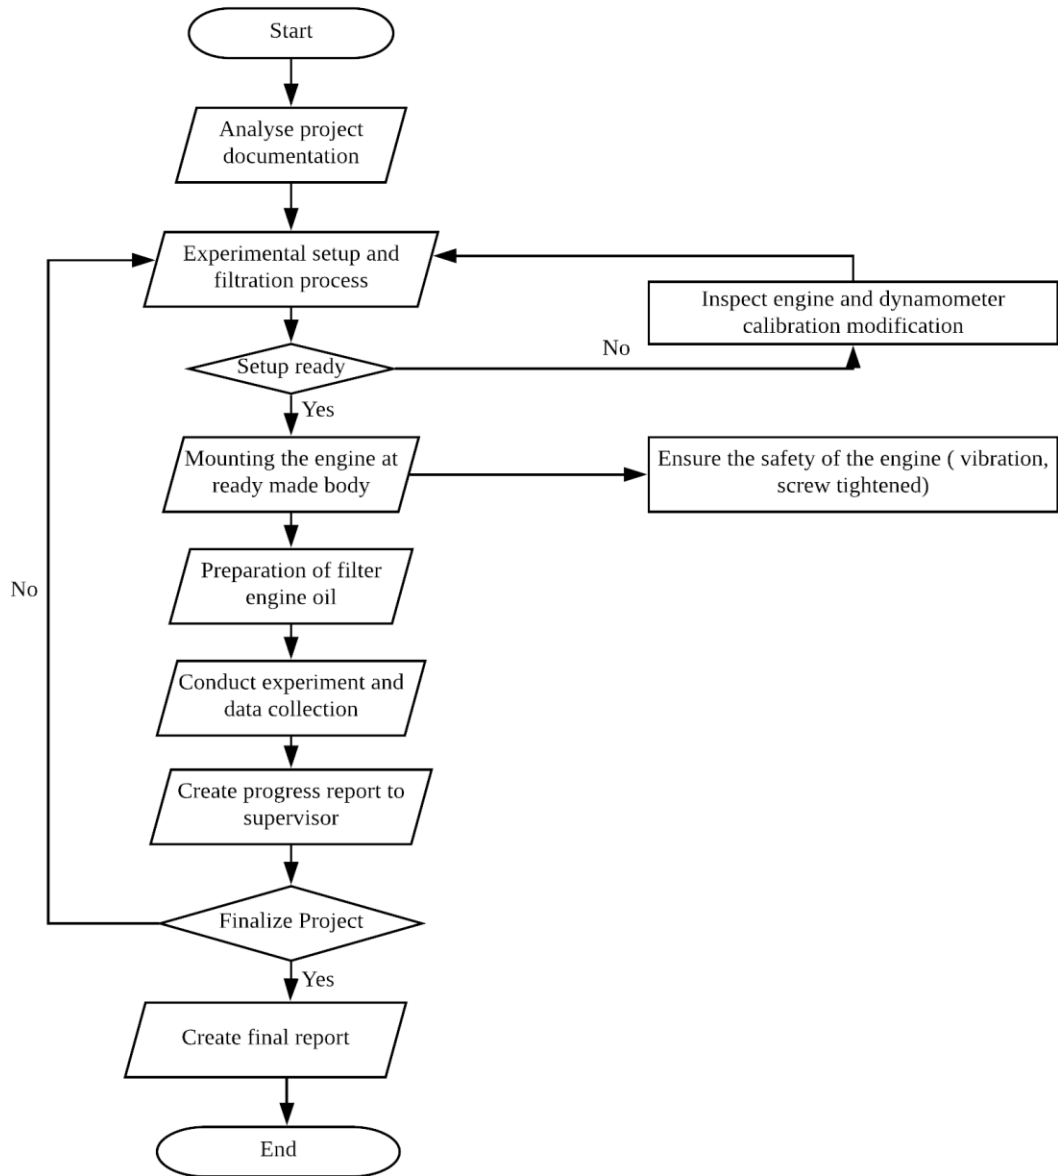 Start
Analyse project
documentation
Experimental setup and
filtration process
Inspect engine and dynamometer
calibration modification
No
Setup ready
Yes
Mounting the engine at
ready made body
Ensure the safety of the engine ( vibration,
screw tightened)
Preparation of filter
engine oil
No
Conduct experiment and
data collection
Create progress report to
supervisor
Finalize Project
Yes
Create final report
End